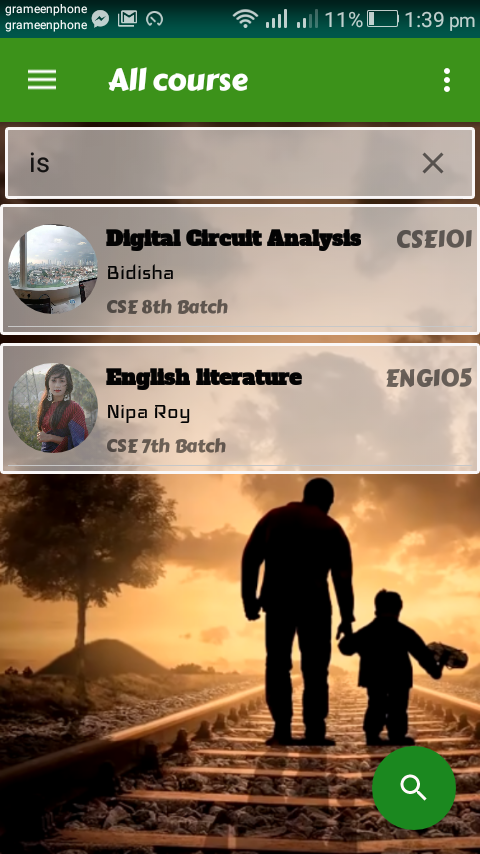 grameenphone
grameenphone
11% 1:39 pm
All course
is
Digital Circuit Analysis CSE101
Bidisha
CSE 8th Batch
English literature ENG105
Nipa Roy
CSE 7th Batch